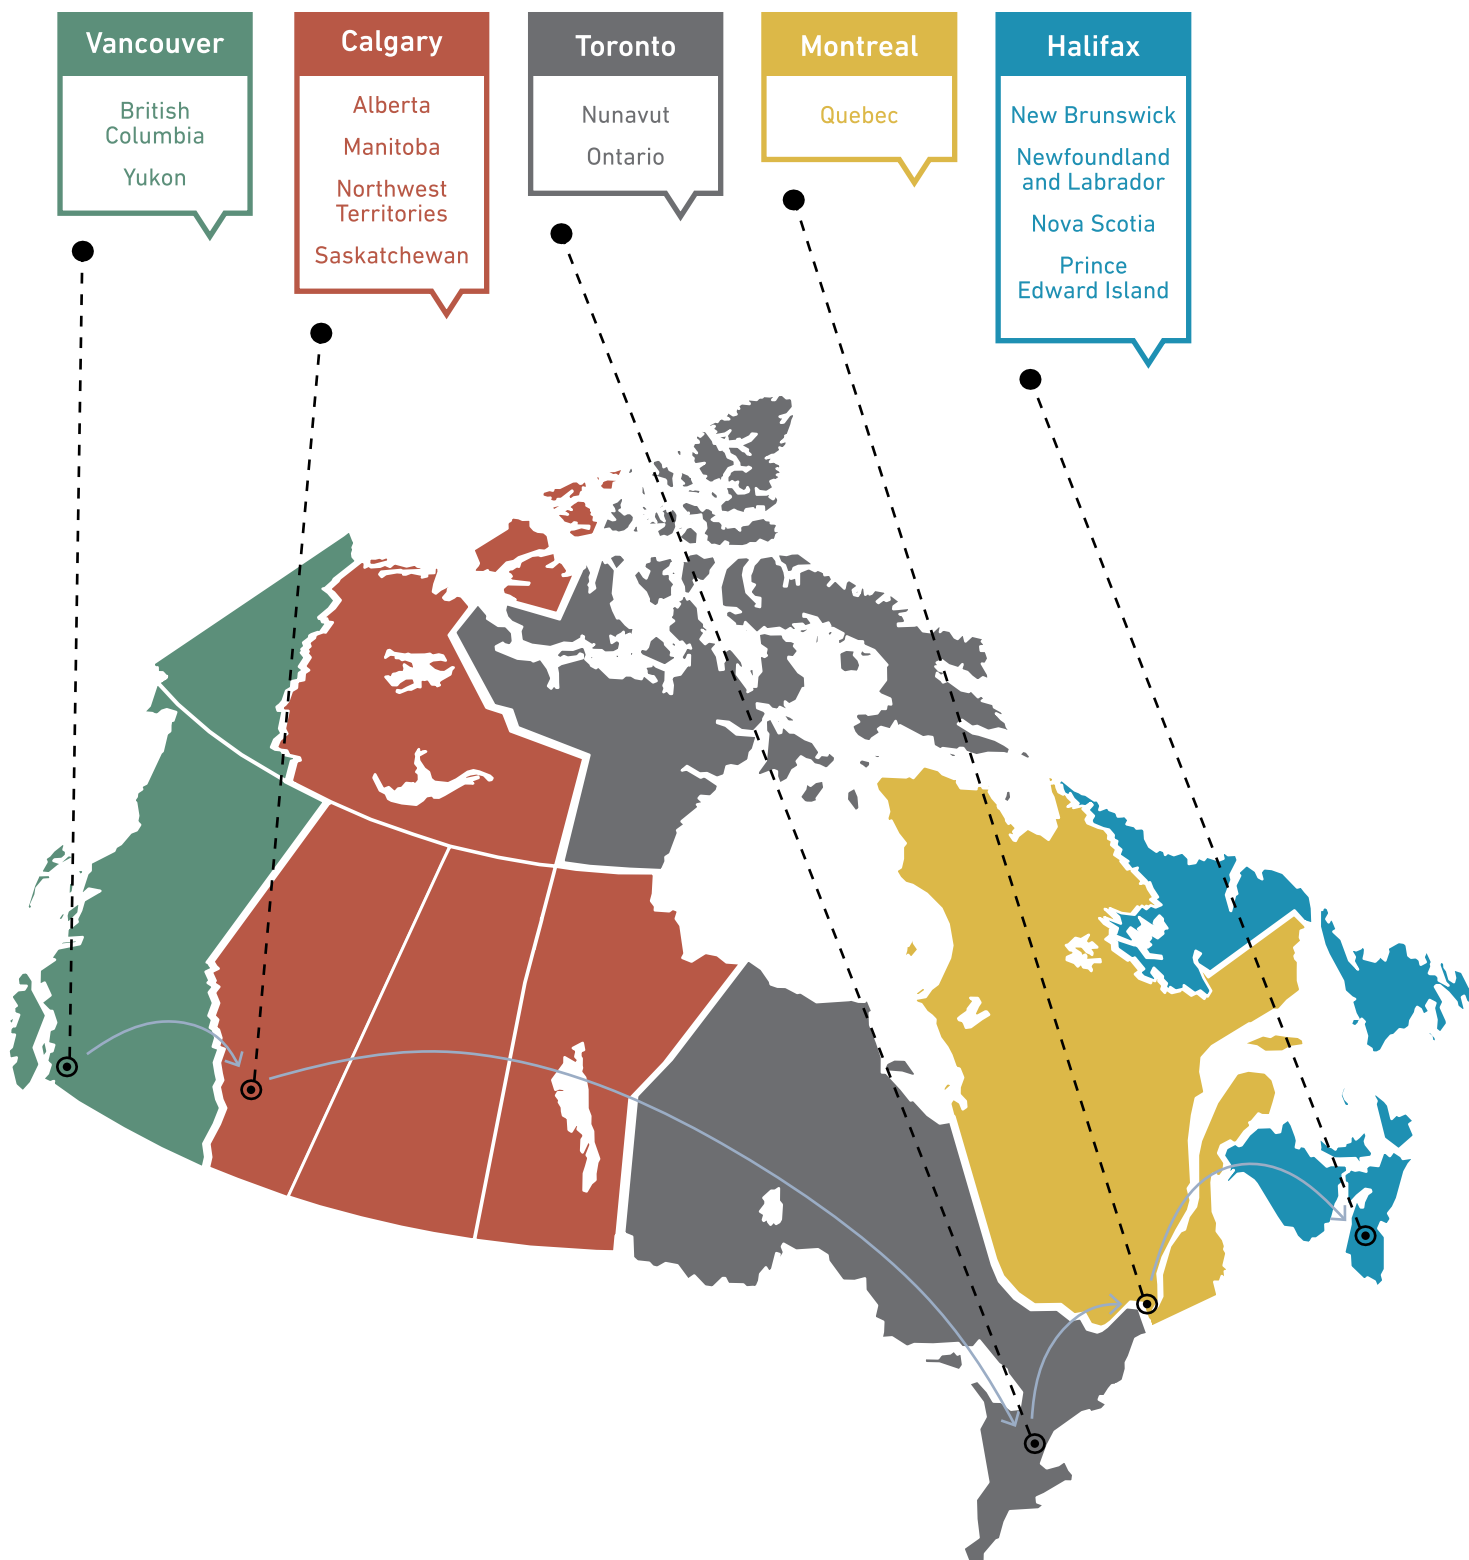 Vancouver
British
Columbia
Yukon
Calgary
Alberta
Manitoba
Northwest
Territories
Saskatchewan
Toronto
Nunavut
Ontario
Montreal
Quebec
Halifax
New Brunswick
Newfoundland
and Labrador
Nova Scotia
Prince
Edward Island